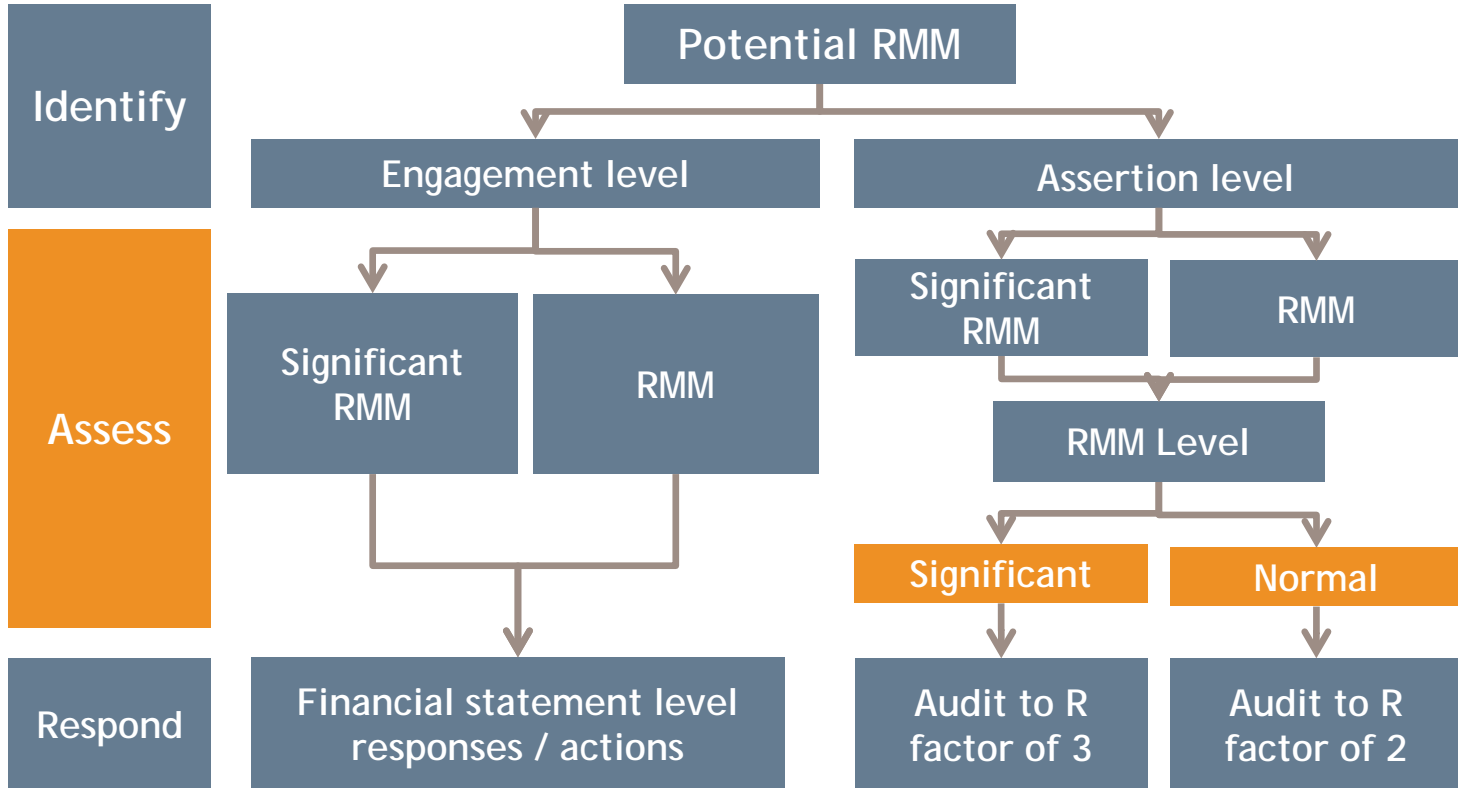 Potential RMM
Identify
Engagement level
Assertion level
Assess
Significant
RMM
RMM
Significant
RMM
RMM
RMM Level
Significant
Normal
Respond
Financial statement level
responses / actions
Audit to R
factor of 3
Audit to R
factor of 2